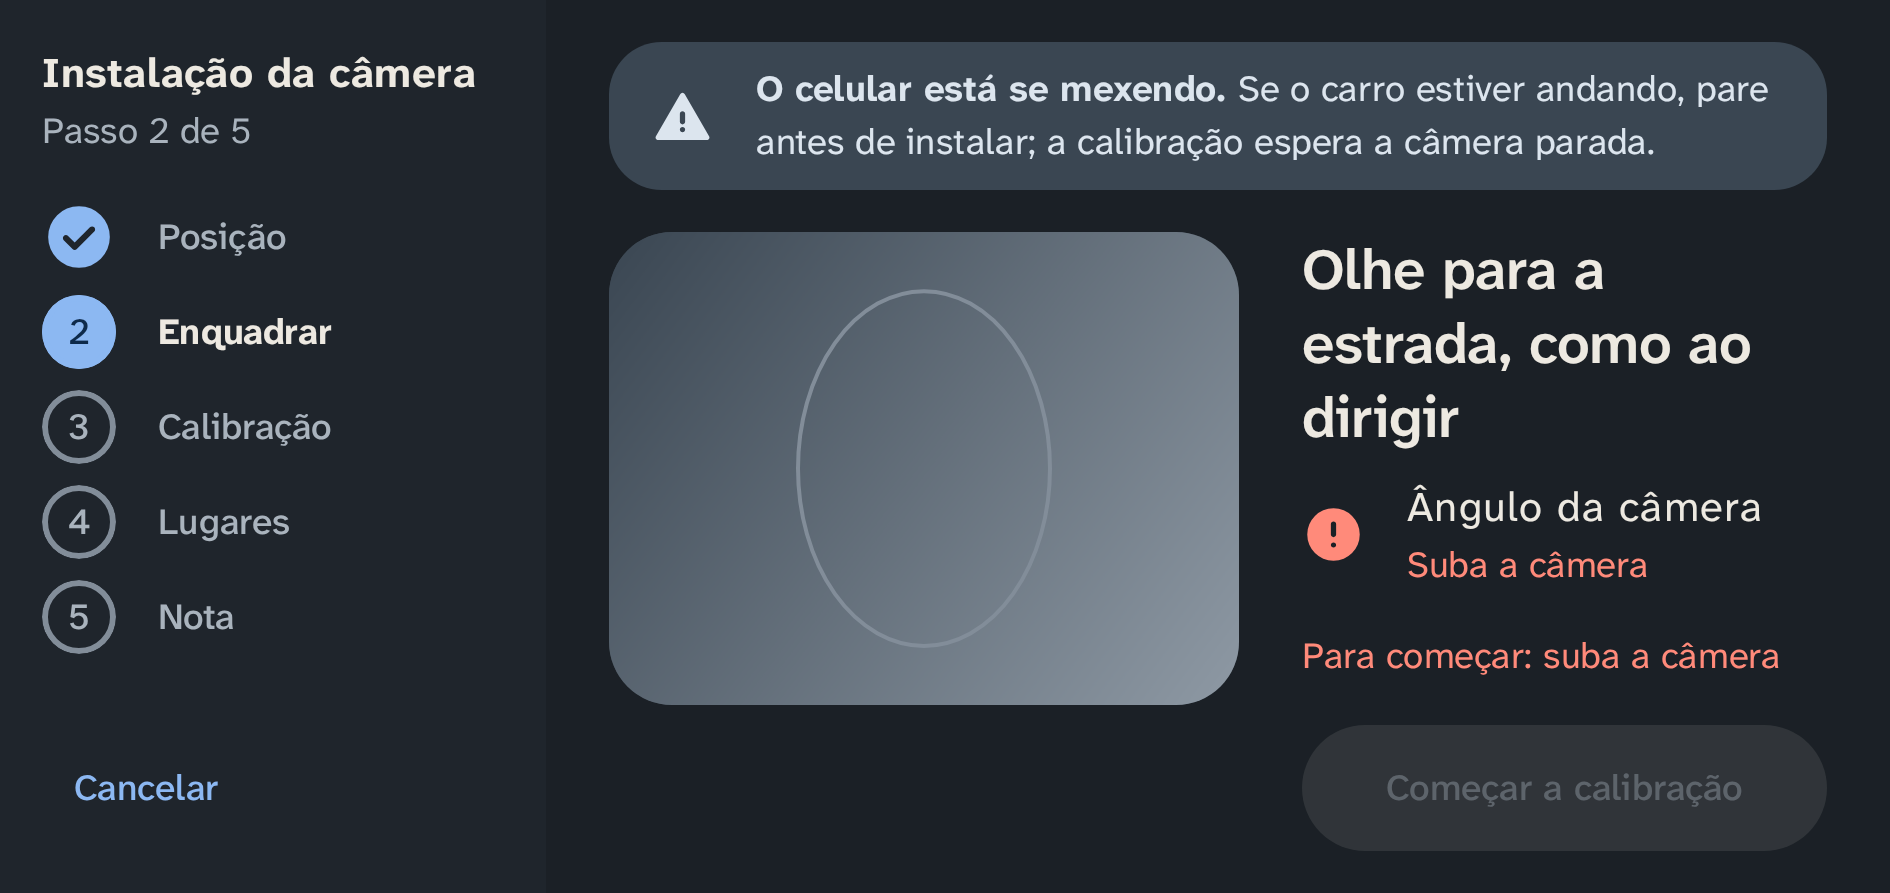 Instalação da câmera
Passo 2 de 5
Posição
2 Enquadrar
3 Calibração
4 Lugares
5 Nota
Cancelar
O celular está se mexendo. Se o carro estiver andando, pare
antes de instalar; a calibração espera a câmera parada.
Olhe para a
estrada, como ao
dirigir
Ângulo da câmera
Suba a câmera
Para começar: suba a câmera
Começar a calibração